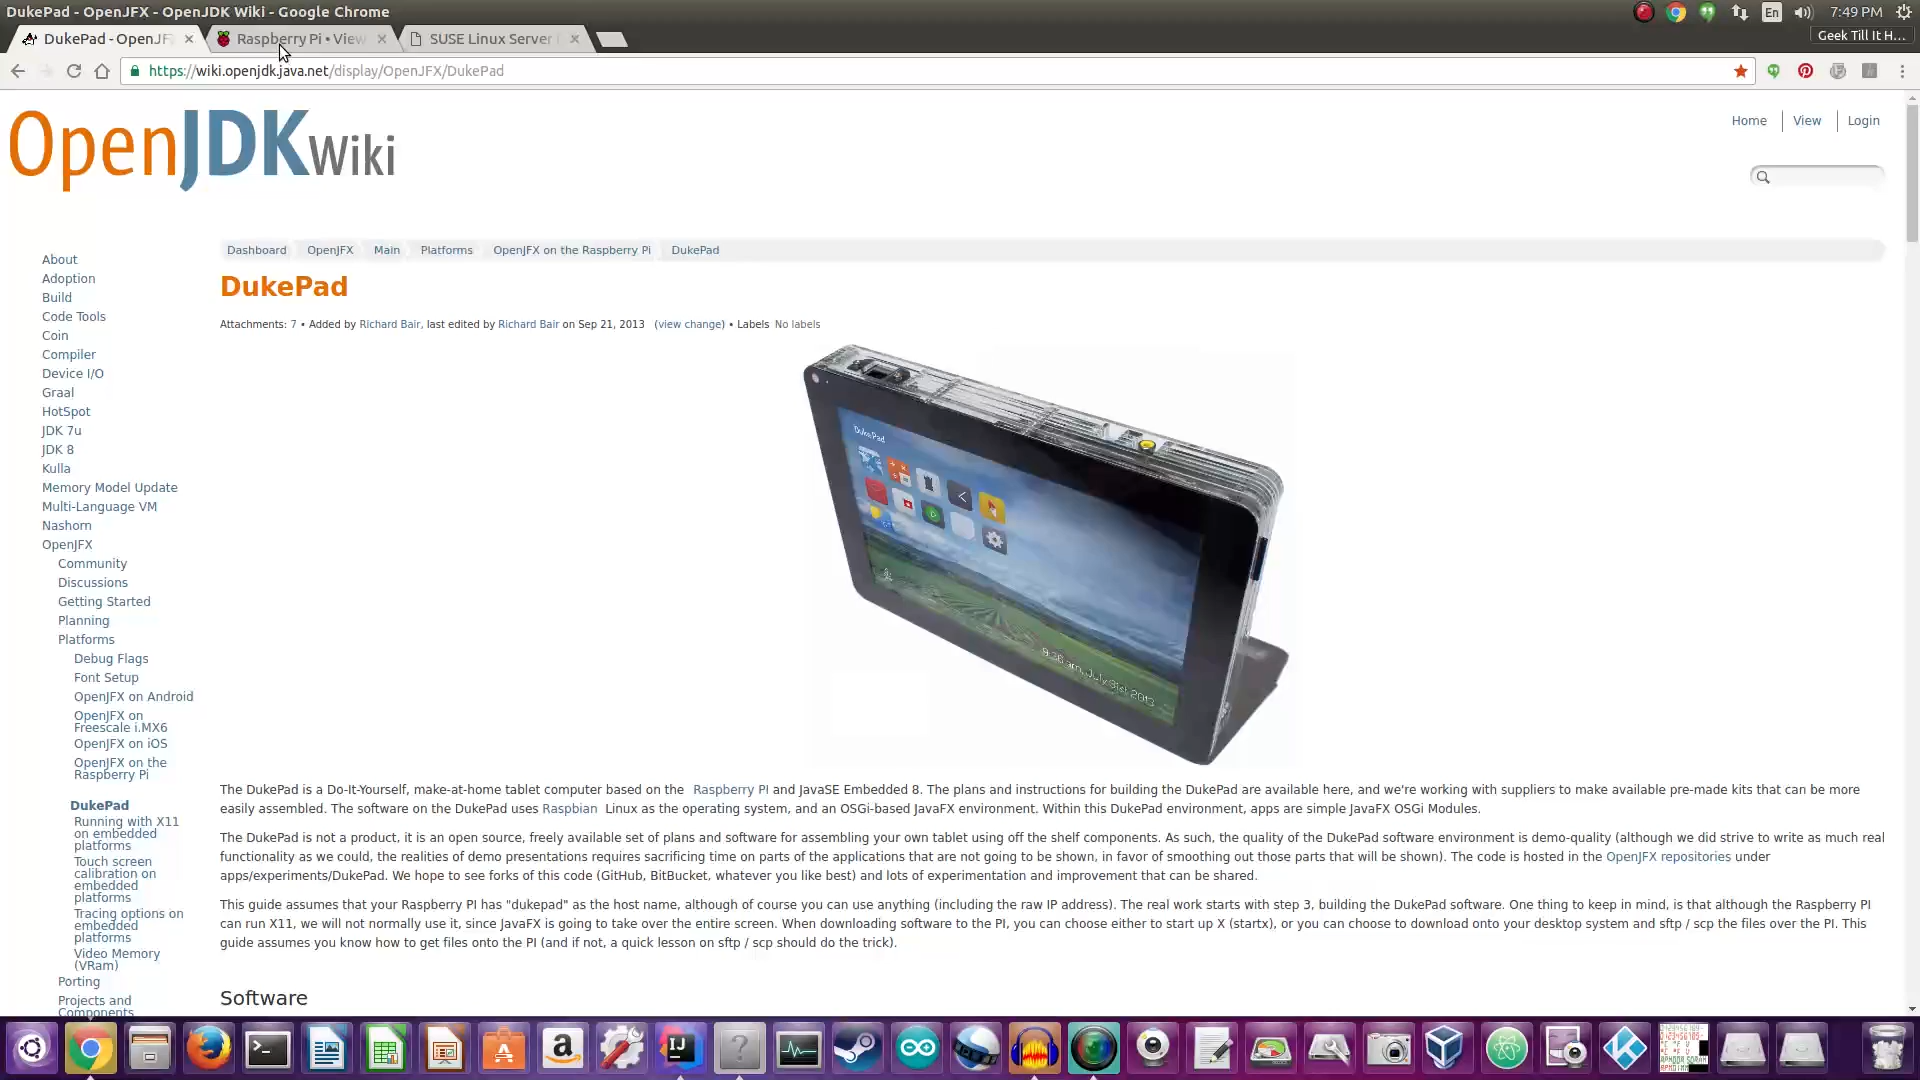 DukePad - OpenJFX - OpenJDK Wiki - Google Chrome
En
7:49 PM
DukePad - OpenJF
Raspberry Pi • View
SUSE Linux Server
Geek Till It H...
https://wiki.openjdk.java.net/display/OpenJFX/DukePad
OpenJDK Wiki
Home
View
Login
Dashboard
OpenJFX
Main
Platforms
OpenJFX on the Raspberry Pi
DukePad
About
Adoption
Build
Code Tools
Coin
Compiler
Device I/O
Graal
HotSpot
JDK 7u
JDK 8
Kulla
Memory Model Update
Multi-Language VM
Nashorn
OpenJFX
Community
Discussions
Getting Started
Planning
Platforms
Debug Flags
Font Setup
OpenJFX on Android
OpenJFX on
Freescale i.MX6
OpenJFX on iOS
OpenJFX on the
Raspberry Pi
DukePad
Running with X11
on embedded
platforms
Touch screen
calibration on
embedded
platforms
Tracing options on
embedded
platforms
Video Memory
(VRam)
Porting
Projects and
Components
DukePad
Attachments: 7 • Added by Richard Bair, last edited by Richard Bair on Sep 21, 2013 (view change) • Labels No labels
DukePad
9:26 am, July 31st 2013
The DukePad is a Do-It-Yourself, make-at-home tablet computer based on the Raspberry PI and JavaSE Embedded 8. The plans and instructions for building the DukePad are available here, and we're working with suppliers to make available pre-made kits that can be more
easily assembled. The software on the DukePad uses Raspbian Linux as the operating system, and an OSGi-based JavaFX environment. Within this DukePad environment, apps are simple JavaFX OSGi Modules.
The DukePad is not a product, it is an open source, freely available set of plans and software for assembling your own tablet using off the shelf components. As such, the quality of the DukePad software environment is demo-quality (although we did strive to write as much real
functionality as we could, the realities of demo presentations requires sacrificing time on parts of the applications that are not going to be shown, in favor of smoothing out those parts that will be shown). The code is hosted in the OpenJFX repositories under
apps/experiments/DukePad. We hope to see forks of this code (GitHub, BitBucket, whatever you like best) and lots of experimentation and improvement that can be shared.
This guide assumes that your Raspberry PI has "dukepad" as the host name, although of course you can use anything (including the raw IP address). The real work starts with step 3, building the DukePad software. One thing to keep in mind, is that although the Raspberry PI
can run X11, we will not normally use it, since JavaFX is going to take over the entire screen. When downloading software to the PI, you can choose either to start up X (startx), or you can choose to download onto your desktop system and sftp / scp the files over the PI. This
guide assumes you know how to get files onto the PI (and if not, a quick lesson on sftp / scp should do the trick).
Software